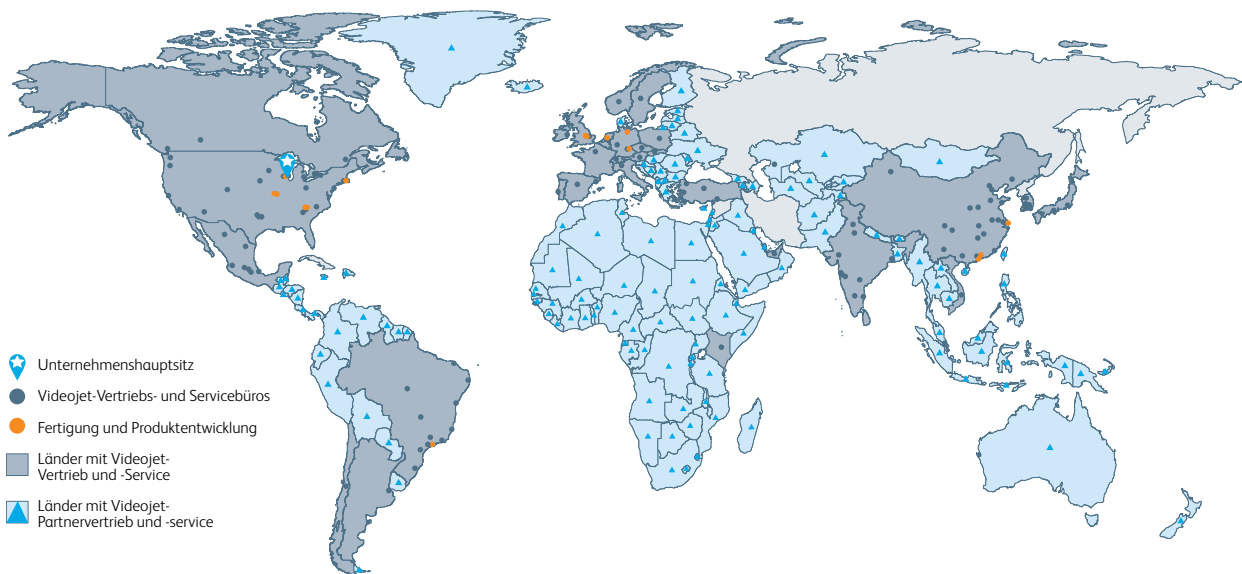 Unternehmenshauptsitz
Videojet-Vertriebs- und Servicebüros
Fertigung und Produktentwicklung
Länder mit Videojet-
Vertrieb und -Service
Länder mit Videojet-
Partnervertrieb und -service